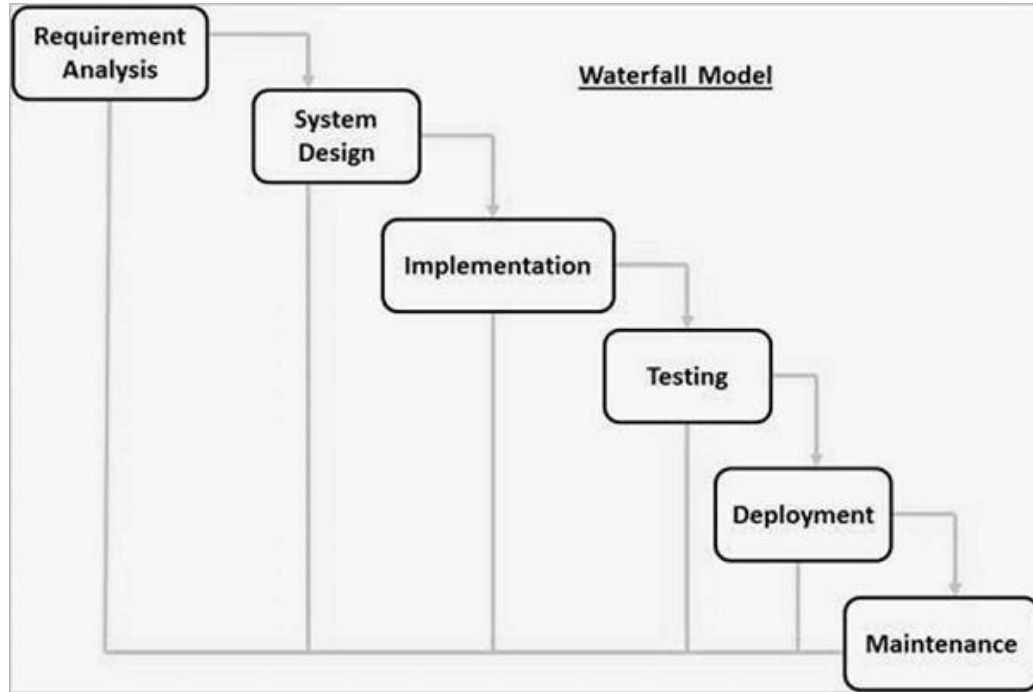 Requirement
Analysis
Waterfall Model
System
Design
Implementation
Testing
Deployment
Maintenance